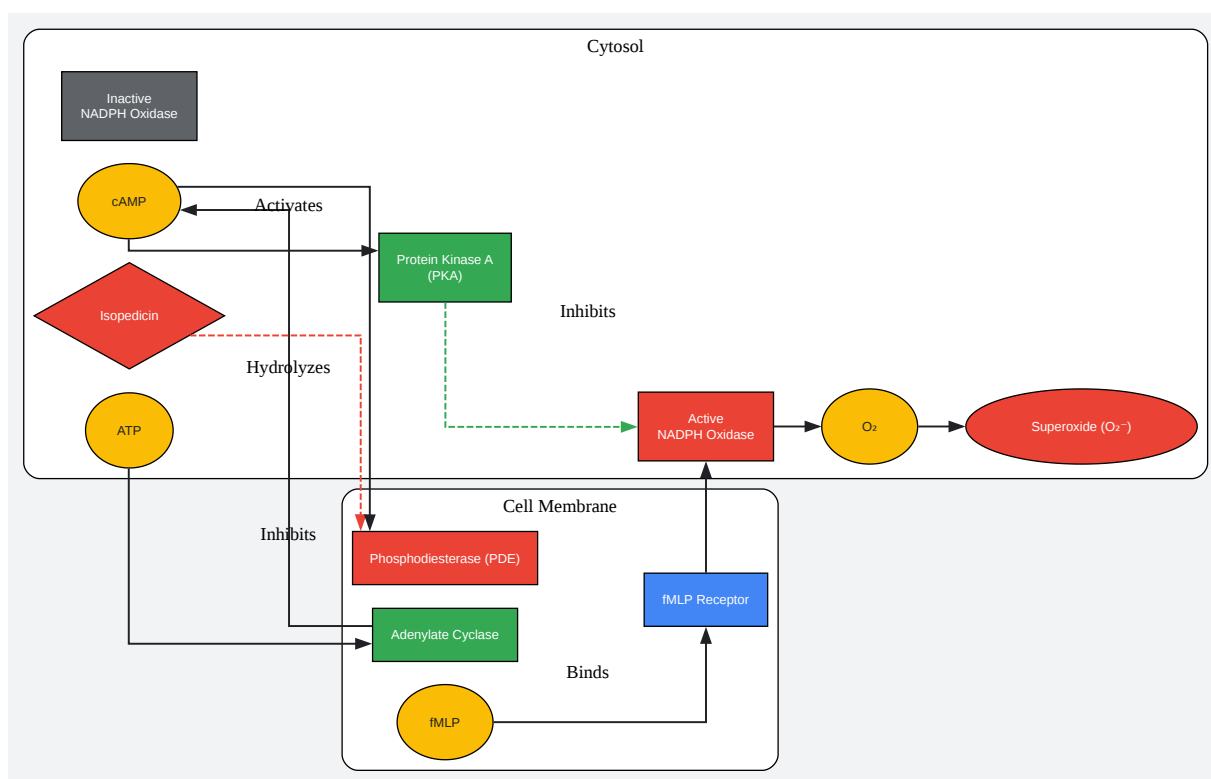 Cytosol
Inactive
NADPH Oxidase
cAMP
Activates
Protein Kinase A
(PKA)
Isopedicin
Inhibits
Hydrolyzes
ATP
Active
NADPH Oxidase
O₂
Superoxide (O₂⁻)
Cell Membrane
Inhibits
Phosphodiesterase (PDE)
fMLP Receptor
Adenylate Cyclase
Binds
fMLP